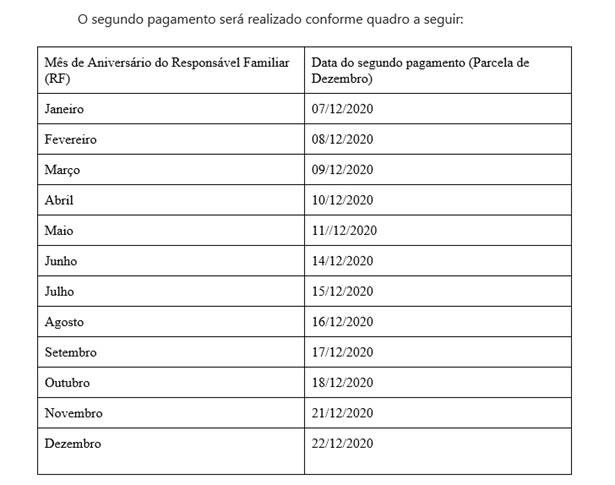 O segundo pagamento será realizado conforme quadro a seguir:
Mês de Aniversário do Responsável Familiar Data do segundo pagamento (Parcela de
(RF) Dezembro)
Janeiro 07/12/2020
Fevereiro 08/12/2020
Março 09/12/2020
Abril 10/12/2020
Maio 11//12/2020
Junho 14/12/2020
Julho 15/12/2020
Agosto 16/12/2020
Setembro 17/12/2020
Outubro 18/12/2020
Novembro 21/12/2020
Dezembro 22/12/2020